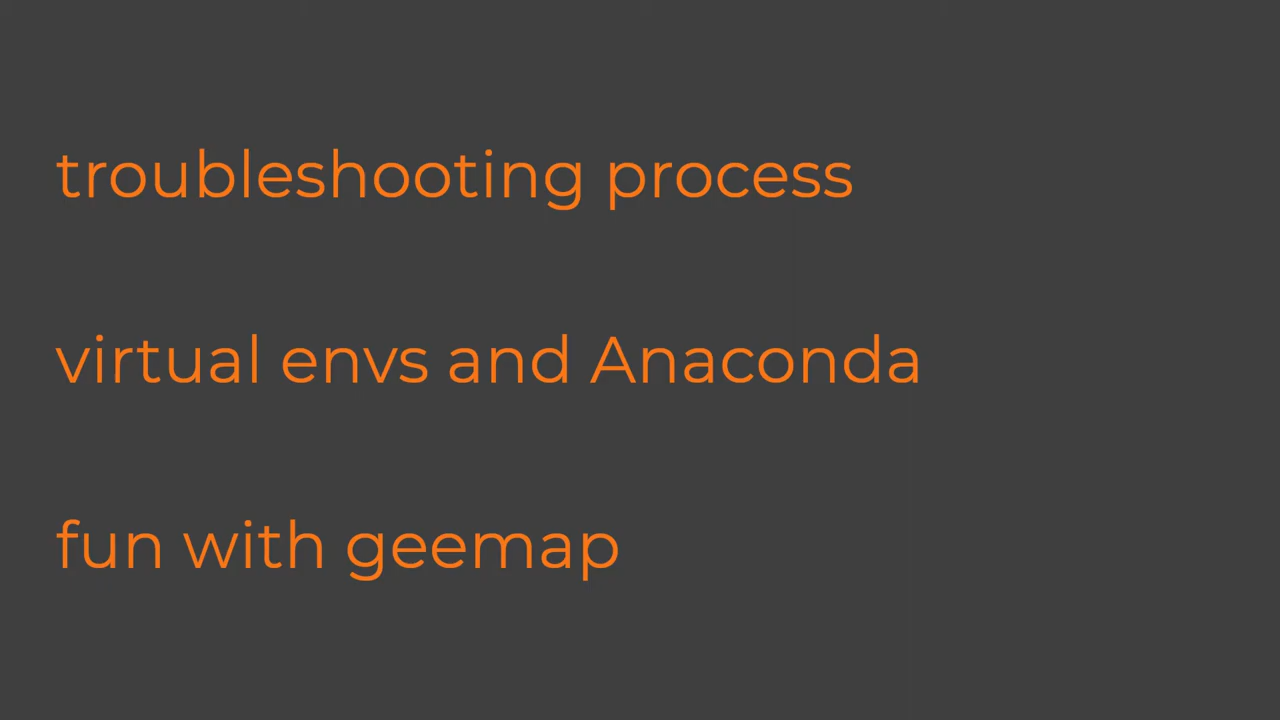 troubleshooting process
virtual envs and Anaconda
fun with geemap